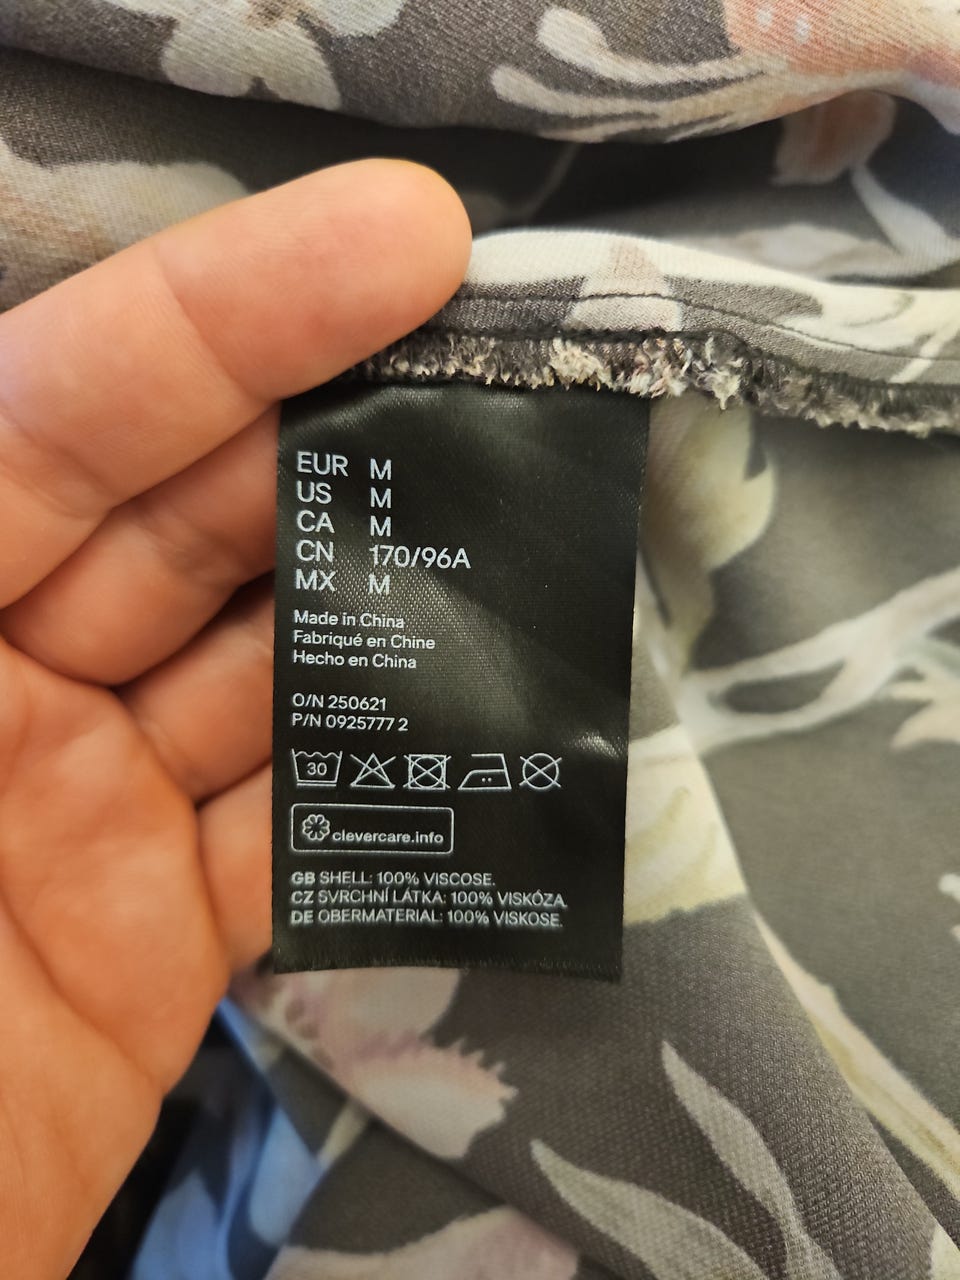 EUR M
US M
CA M
CN 170/96A
MX M
Made in China
Fabriqué en Chine
Hecho en China
O/N 250621
P/N 0925777 2
30
clevercare.info
GB SHELL: 100% VISCOSE.
CZ SVRCHNÍ LÁTKA: 100% VISKÓZA.
DE OBERMATERIAL: 100% VISKOSE.